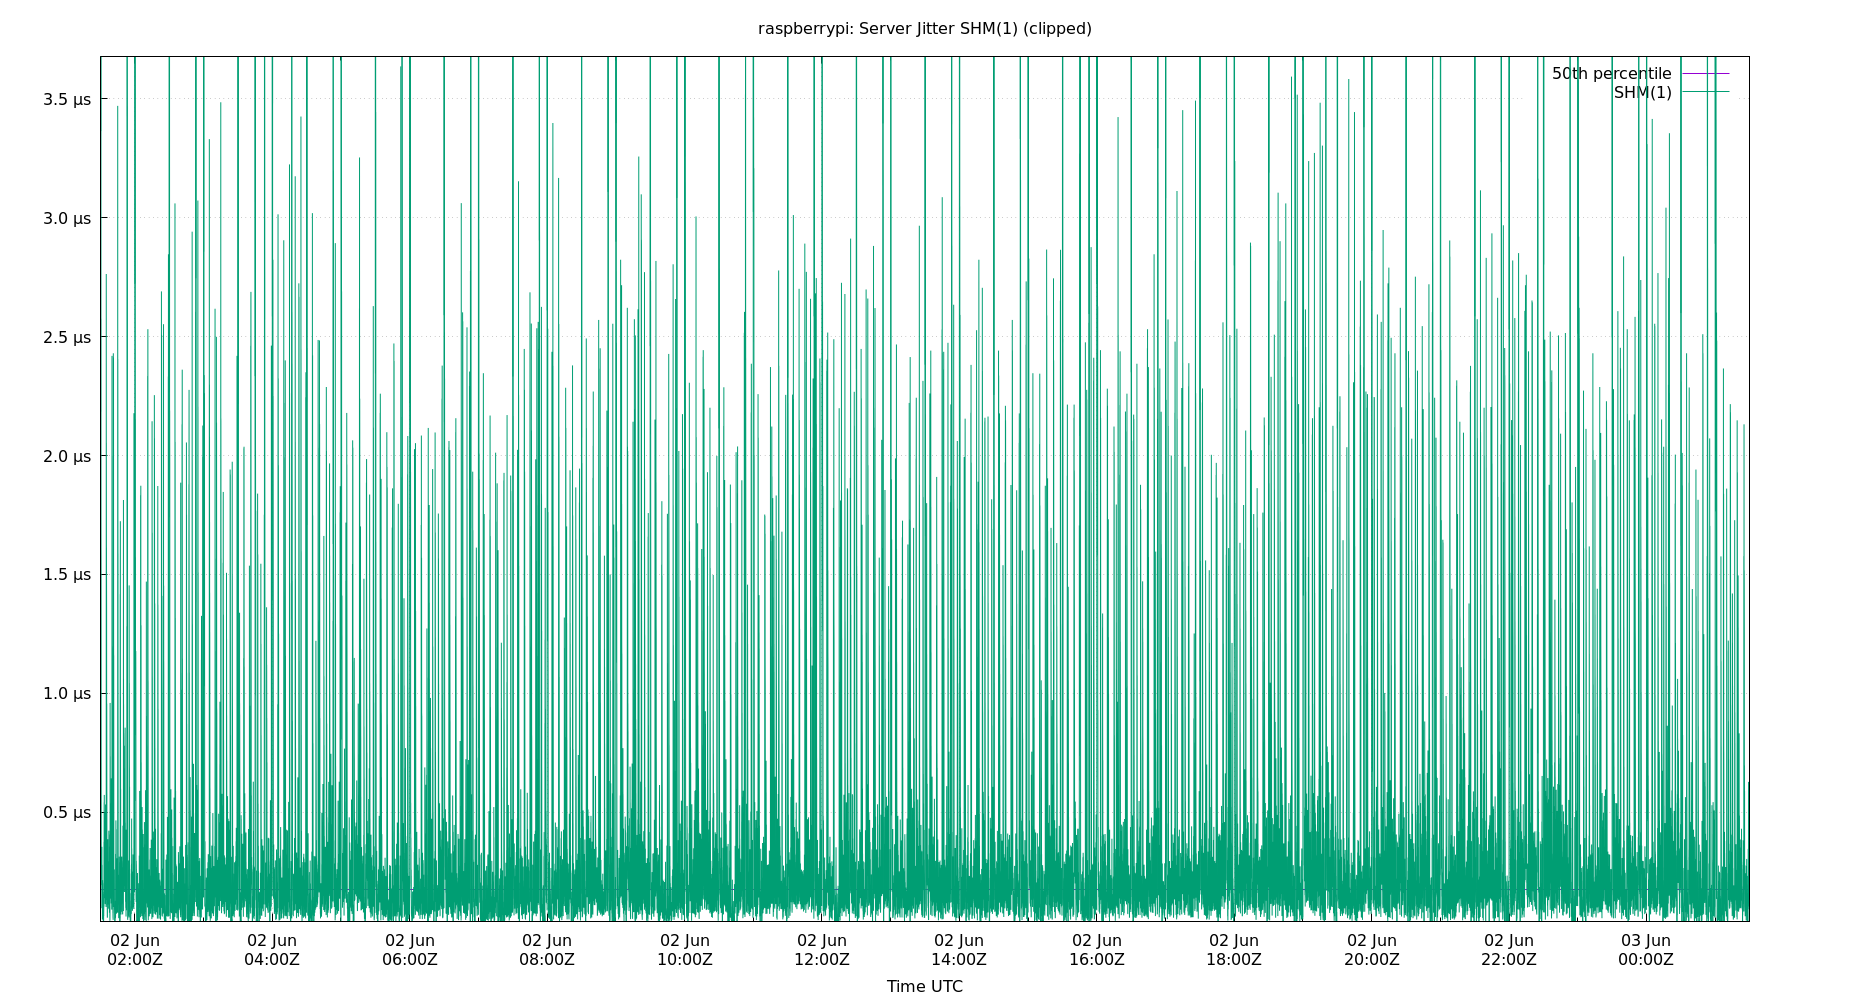 raspberrypi: Server Jitter SHM(1) (clipped)
50th percentile
SHM(1)
3.5 µs
3.0 µs
2.5 µs
2.0 µs
1.5 µs
1.0 µs
0.5 µs
02 Jun 02 Jun 02 Jun 02 Jun 02 Jun 02 Jun 02 Jun 02 Jun 02 Jun 02 Jun 02 Jun 03 Jun
02:00Z 04:00Z 06:00Z 08:00Z 10:00Z 12:00Z 14:00Z 16:00Z 18:00Z 20:00Z 22:00Z 00:00Z
Time UTC